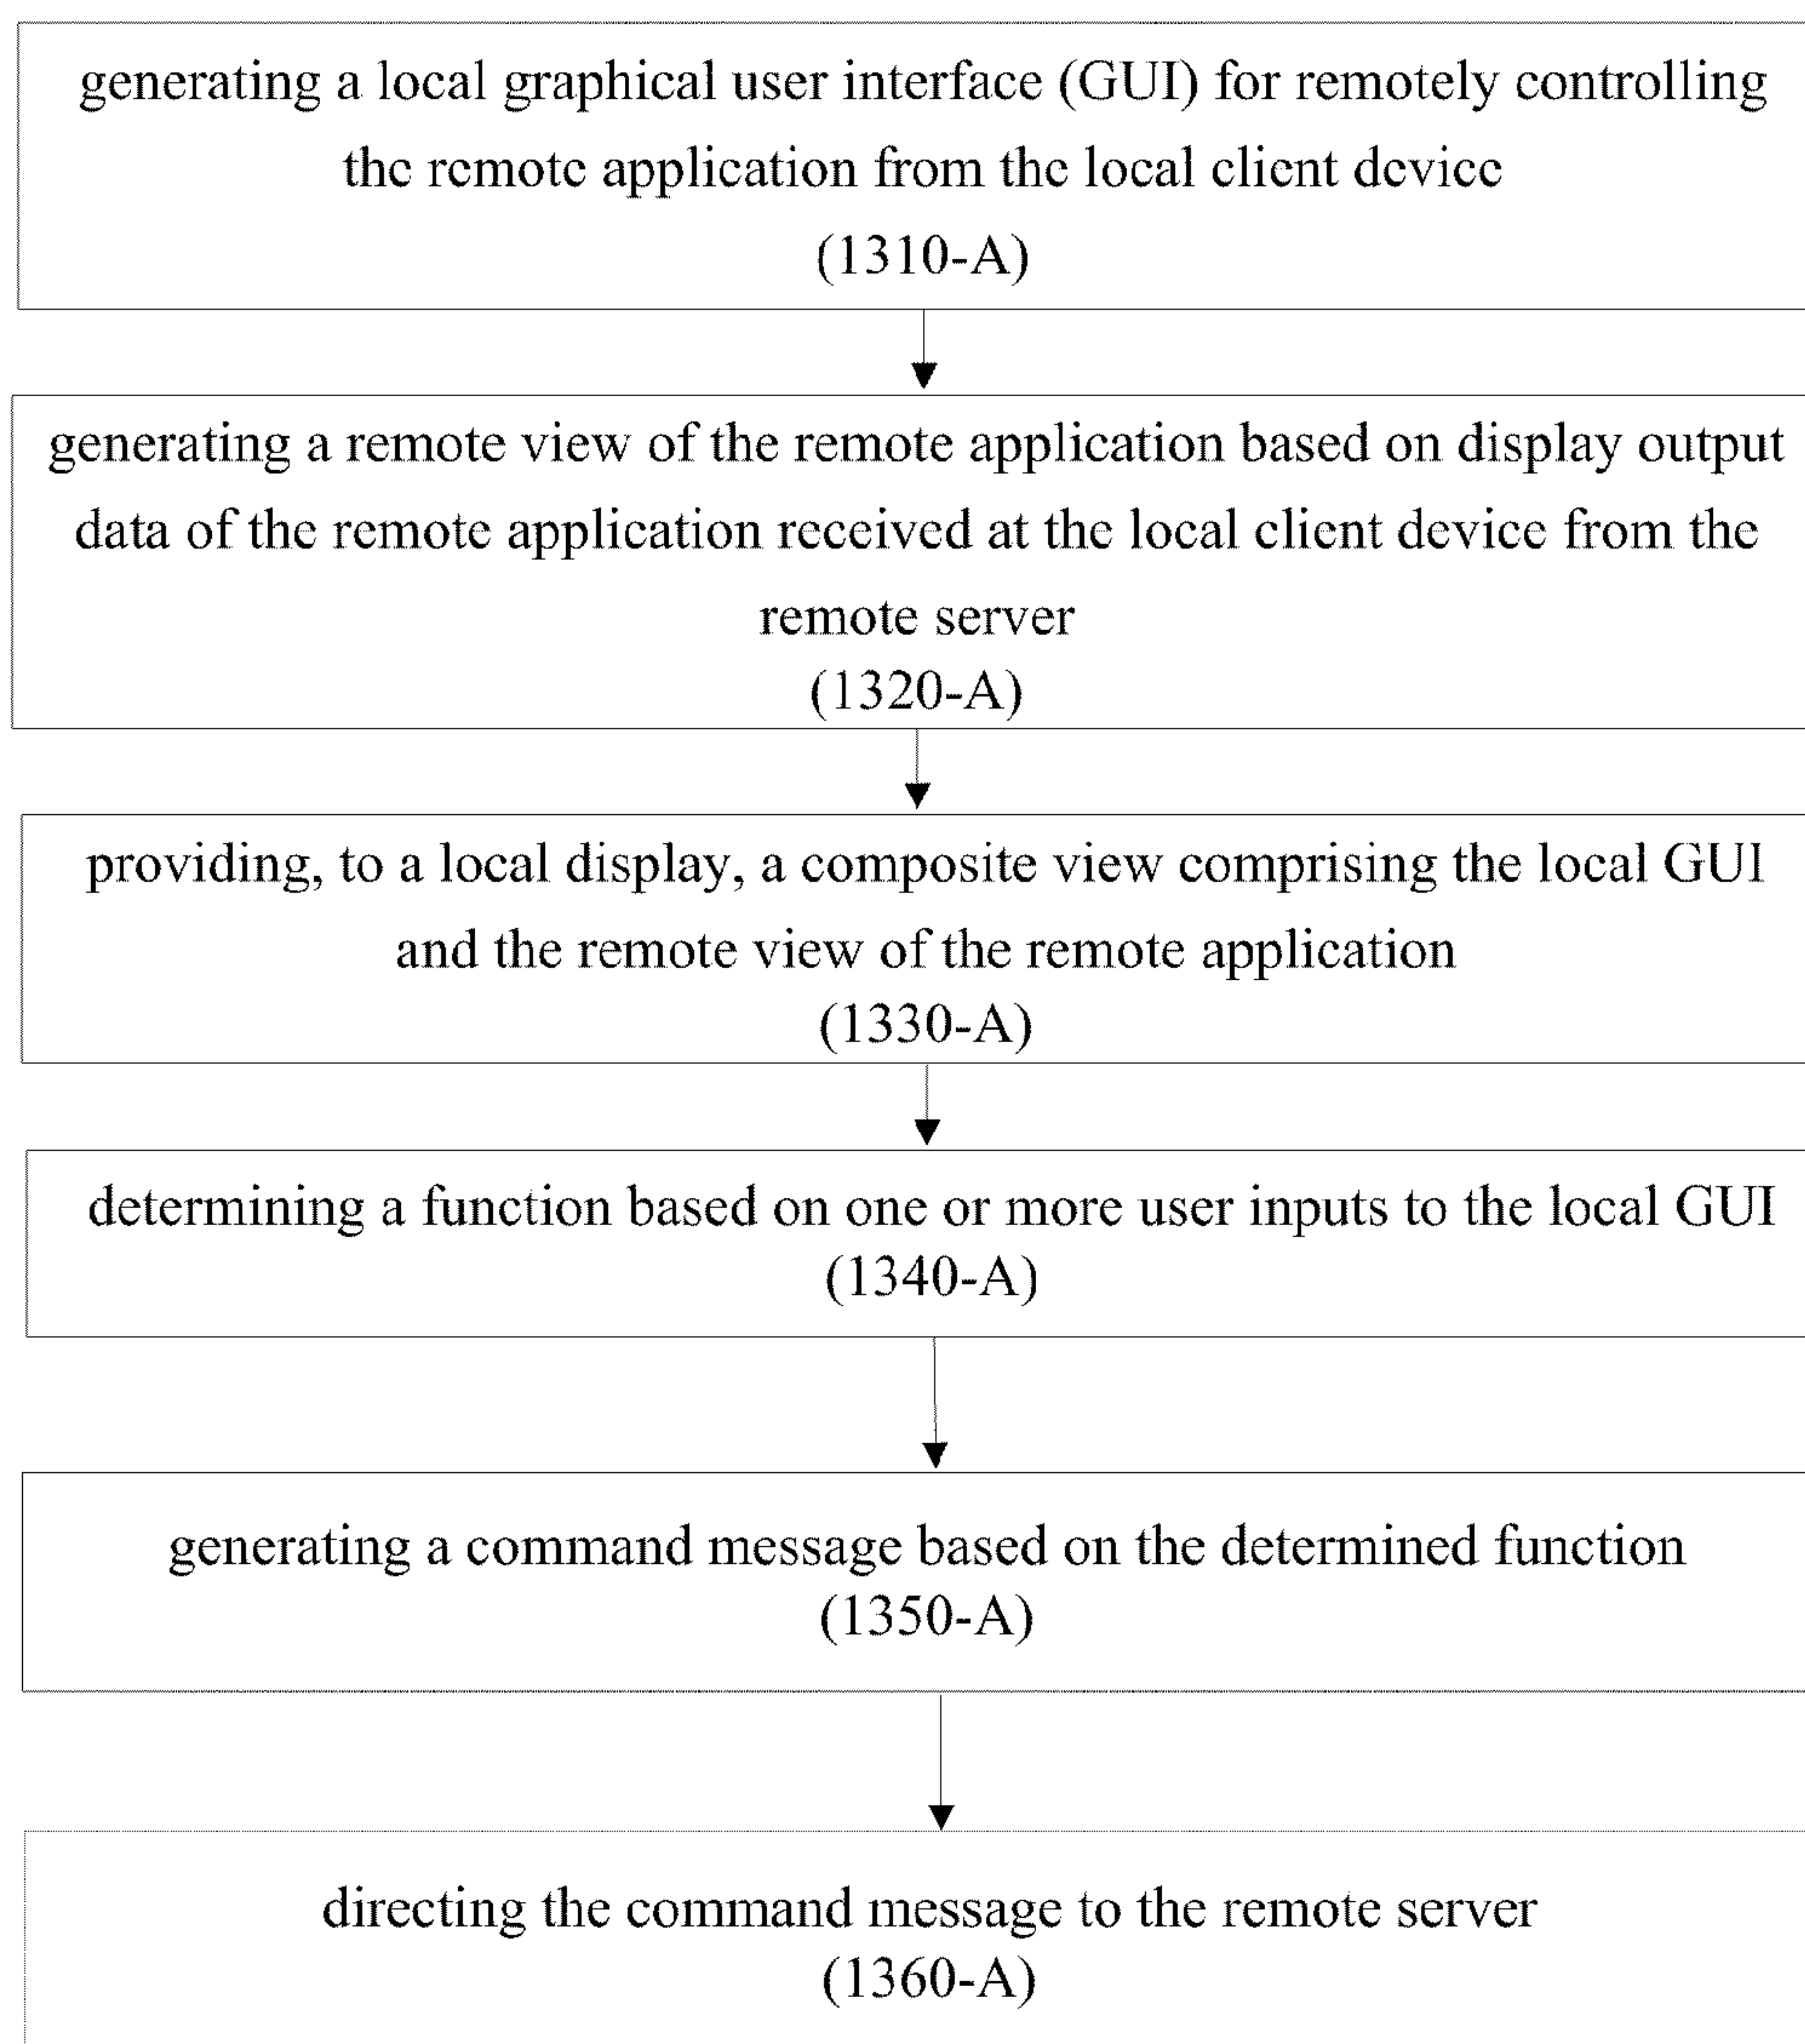 generating a local graphical user interface (GUI) for remotely controlling
the remote application from the local client device
(1310-A)
generating a remote view of the remote application based on display output
data of the remote application received at the local client device from the
remote server
(1320-A)
providing, to a local display, a composite view comprising the local GUI
and the remote view of the remote application
(1330-A)
determining a function based on one or more user inputs to the local GUI
(1340-A)
generating a command message based on the determined function
(1350-A)
directing the command message to the remote server
(1360-A)